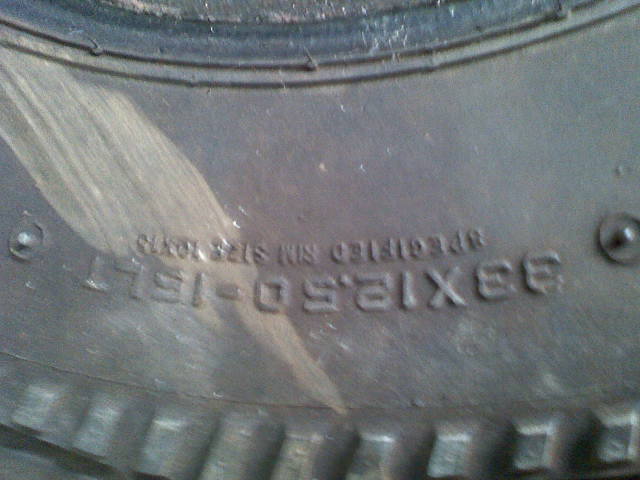 33X12.50-15LT
SPECIFIED RIM SIZE 10X15